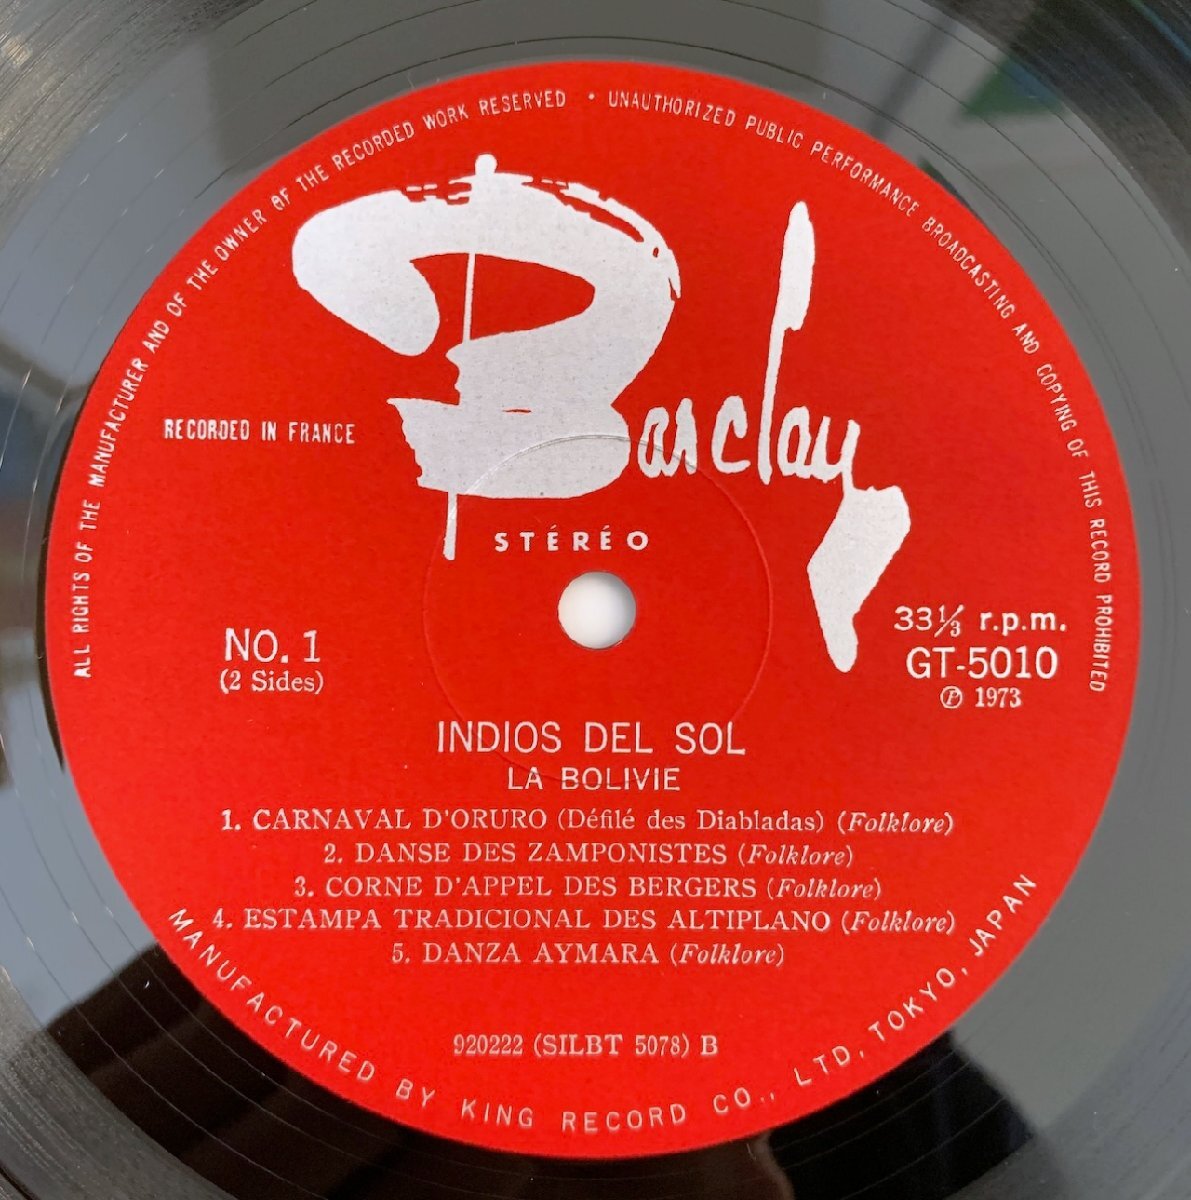 ALL RIGHTS OF THE MANUFACTURER AND OF THE OWNER OF THE RECORDED WORK RESERVED • UNAUTHORIZED PUBLIC PERFORMANCE BROADCASTING AND COPYING OF THIS RECORD PROHIBITED
Barclay
RECORDED IN FRANCE
STÉRÉO
NO. 1
(2 Sides)
33⅓ r.p.m.
GT-5010
℗ 1973
INDIOS DEL SOL
LA BOLIVIE
1. CARNAVAL D'ORURO (Défilé des Diabladas) (Folklore)
2. DANSE DES ZAMPONISTES (Folklore)
3. CORNE D'APPEL DES BERGERS (Folklore)
4. ESTAMPA TRADICIONAL DES ALTIPLANO (Folklore)
5. DANZA AYMARA (Folklore)
920222 (SILBT 5078) B
MANUFACTURED BY KING RECORD CO., LTD, TOKYO, JAPAN